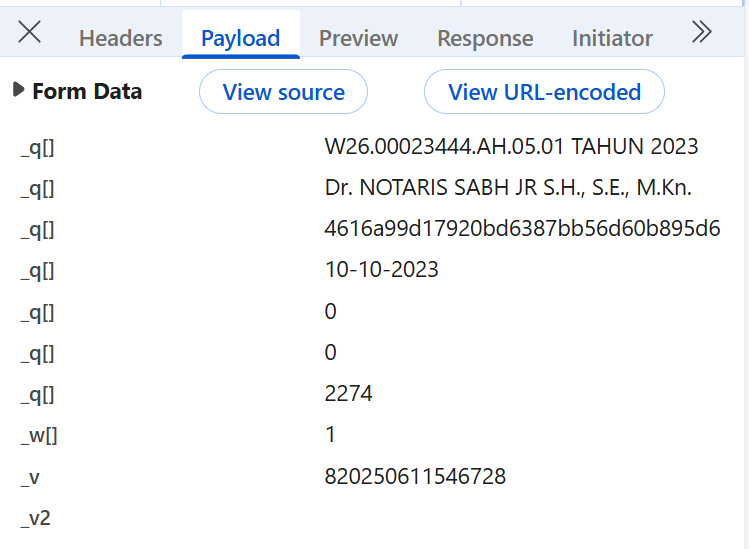 Headers Payload Preview Response Initiator
Form Data View source View URL-encoded
_q[] W26.00023444.AH.05.01 TAHUN 2023
_q[] Dr. NOTARIS SABH JR S.H., S.E., M.Kn.
_q[] 4616a99d17920bd6387bb56d60b895d6
_q[] 10-10-2023
_q[] 0
_q[] 0
_q[] 2274
_w[] 1
_v 820250611546728
_v2